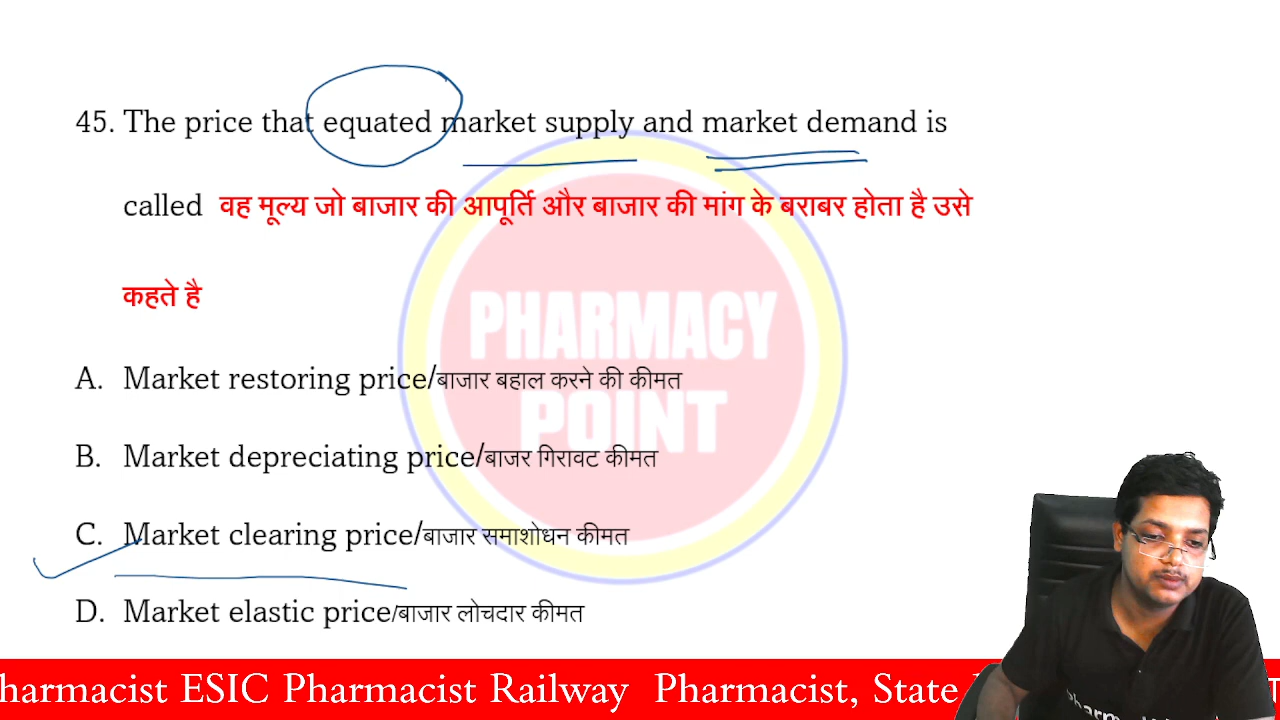 45. The price that equated market supply and market demand is
called वह मूल्य जो बाजार की आपूर्ति और बाजार की मांग के बराबर होता है उसे
कहते है
PHARMACY
POINT
A. Market restoring price/बाजार बहाल करने की कीमत
B. Market depreciating price/बाजर गिरावट कीमत
C. Market clearing price/बाजार समाशोधन कीमत
D. Market elastic price/बाजार लोचदार कीमत
harmacist ESIC Pharmacist Railway Pharmacist, State